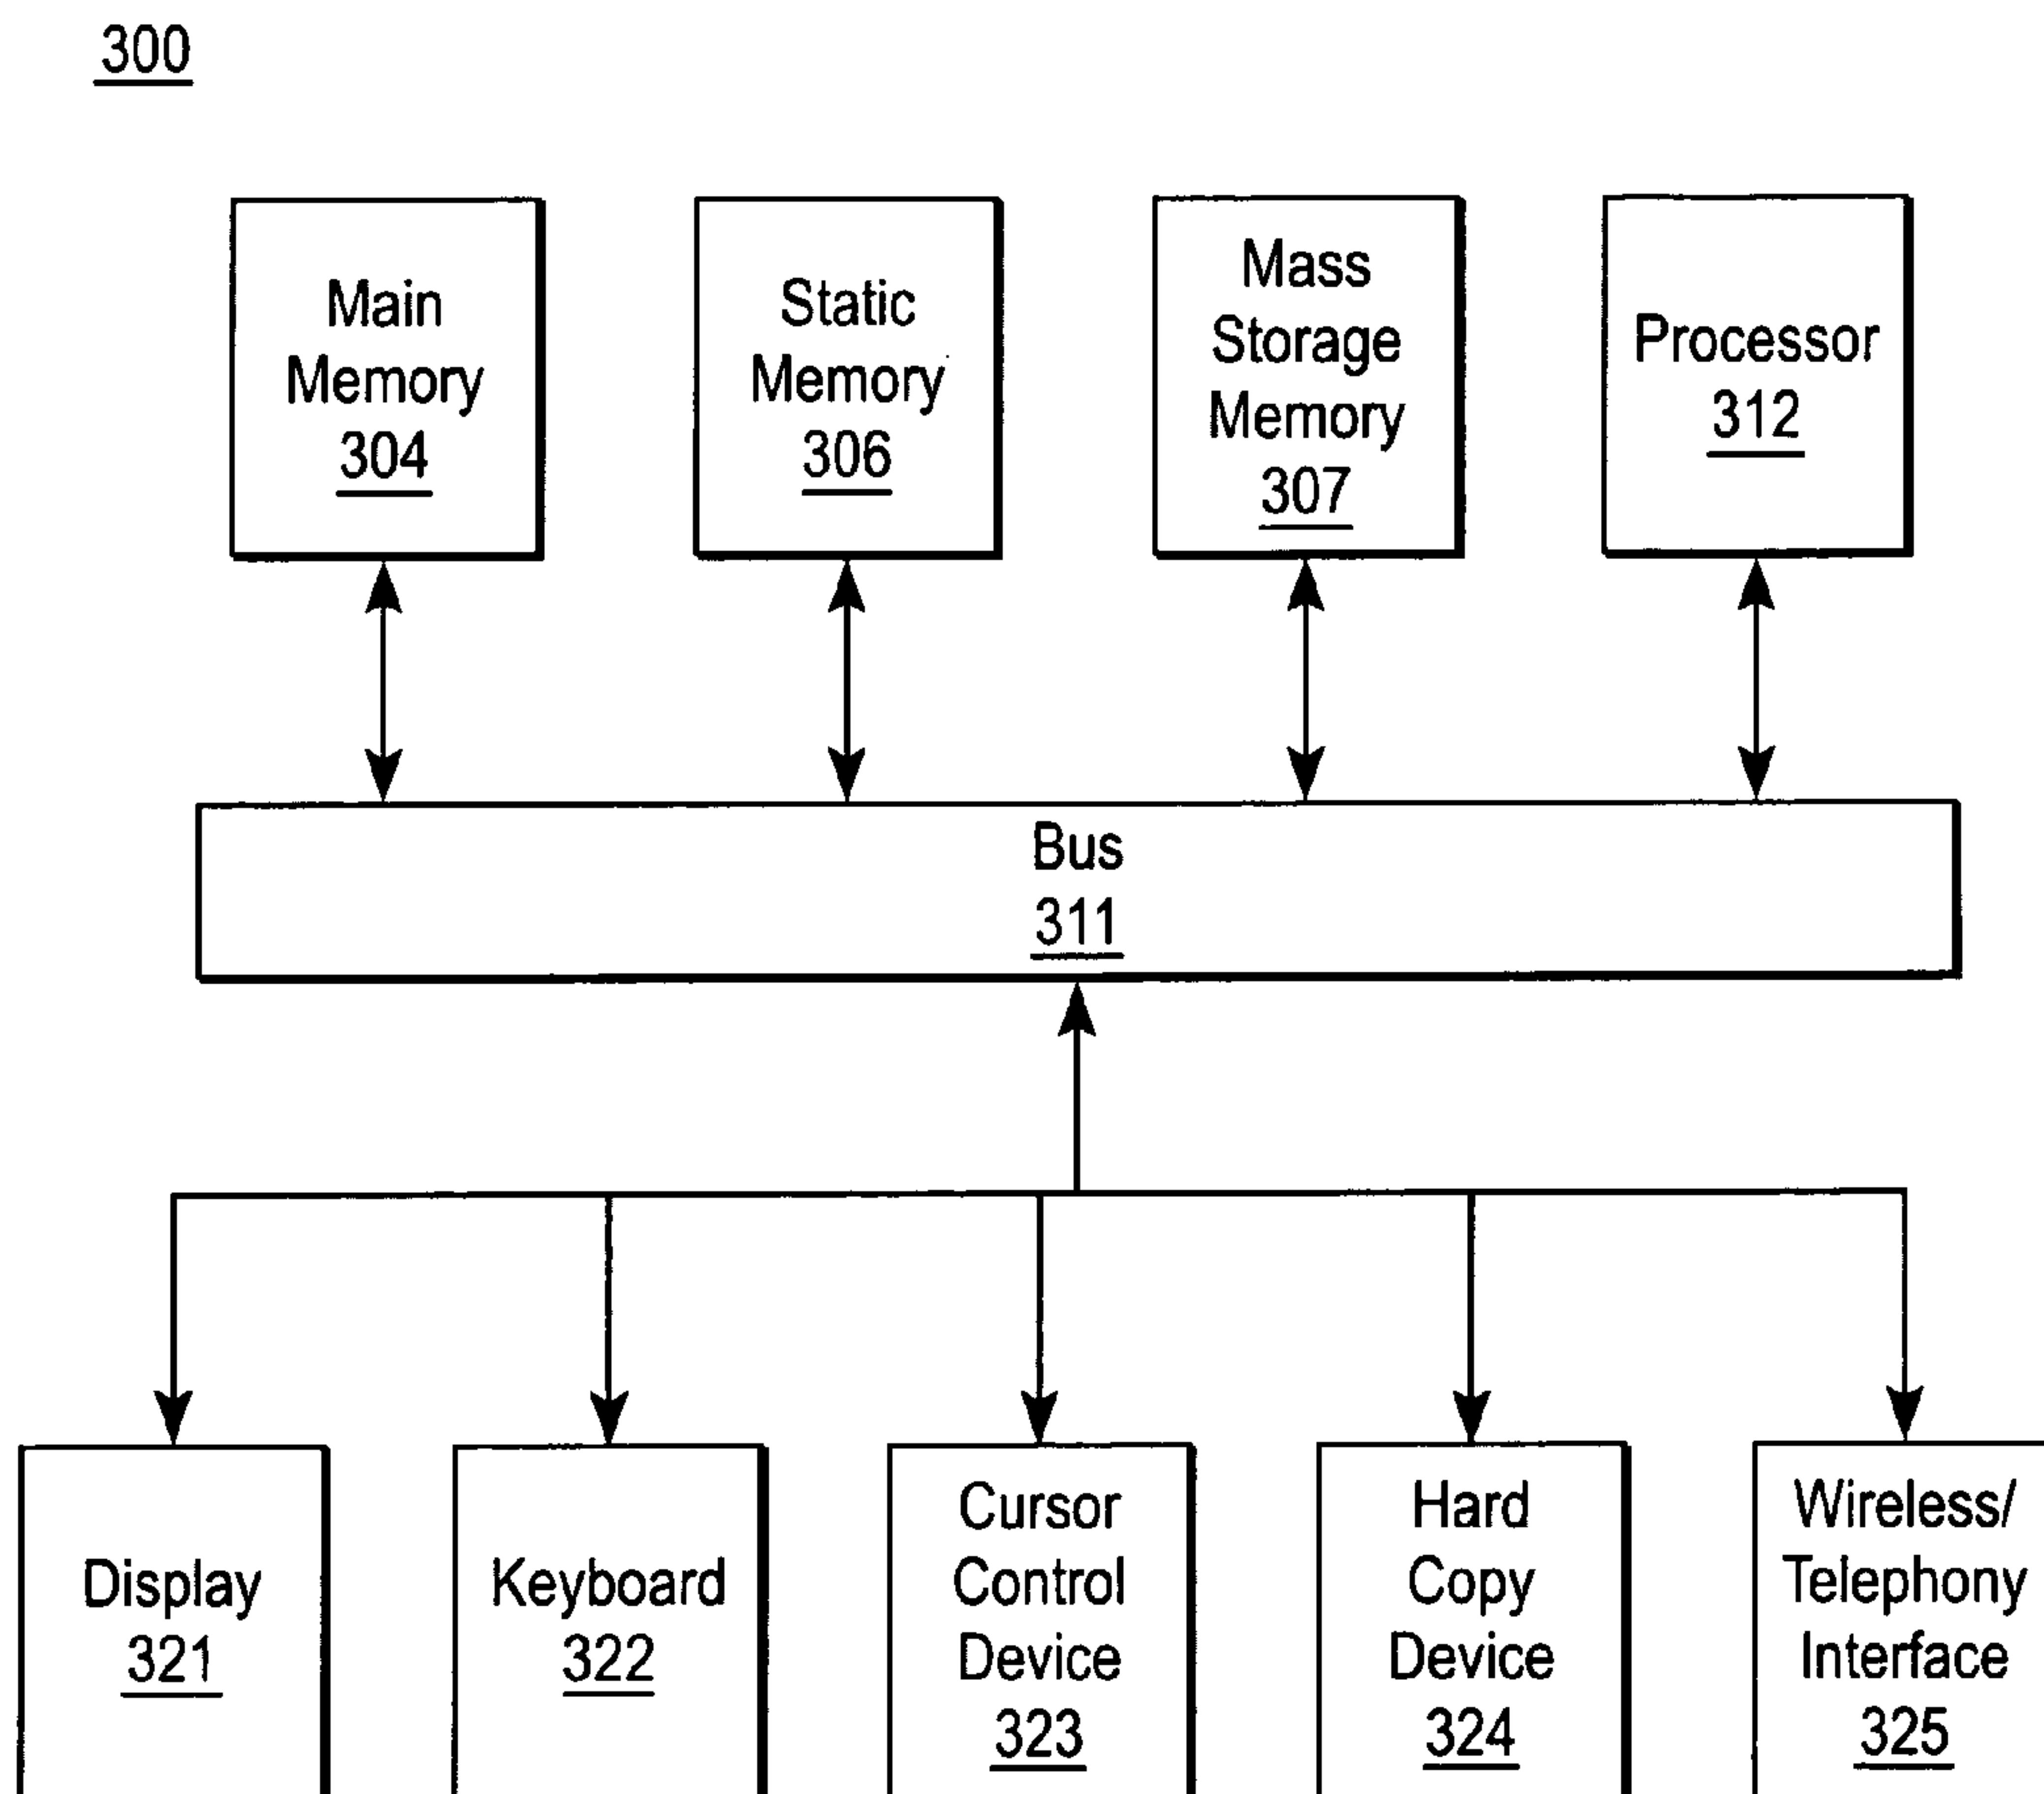 300
Main
Memory
304
Static
Memory
306
Mass
Storage
Memory
307
Processor
312
Bus
311
Display
321
Keyboard
322
Cursor
Control
Device
323
Hard
Copy
Device
324
Wireless/
Telephony
Interface
325